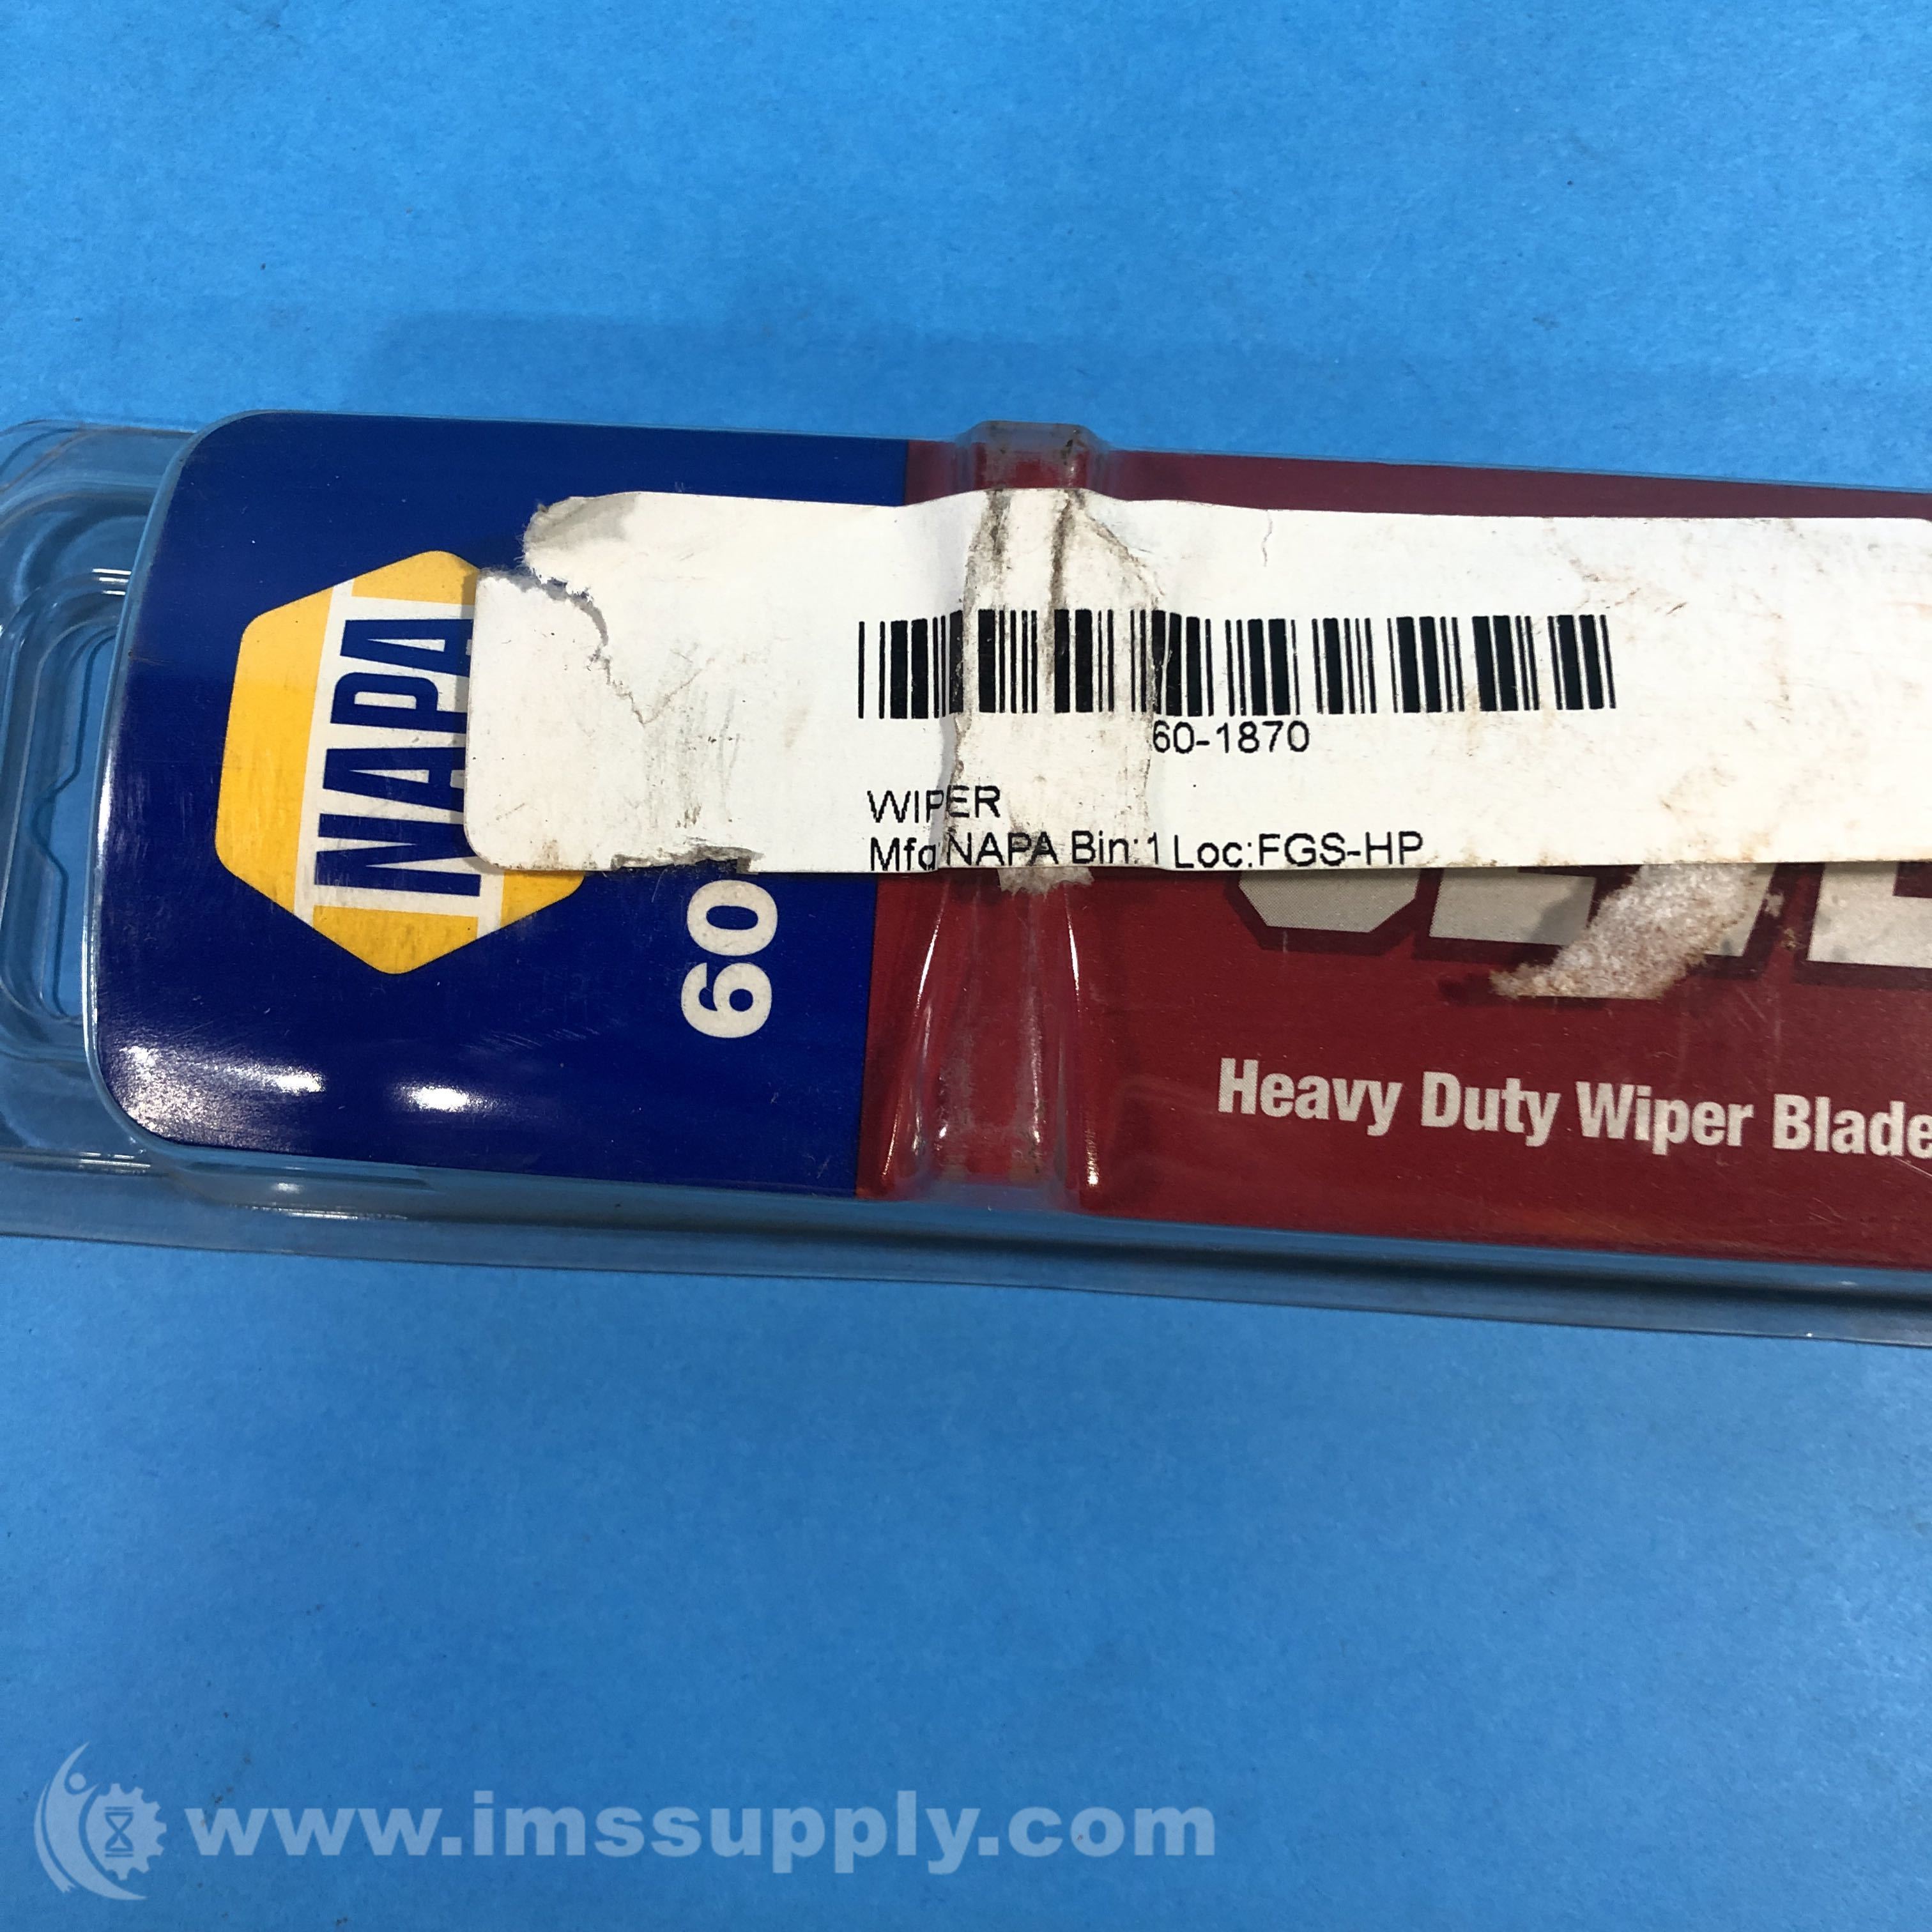 NAPA
60
60-1870
WIPER
Mfg NAPA Bin:1 Loc:FGS-HP
Heavy Duty Wiper Blade
www.imssupply.com